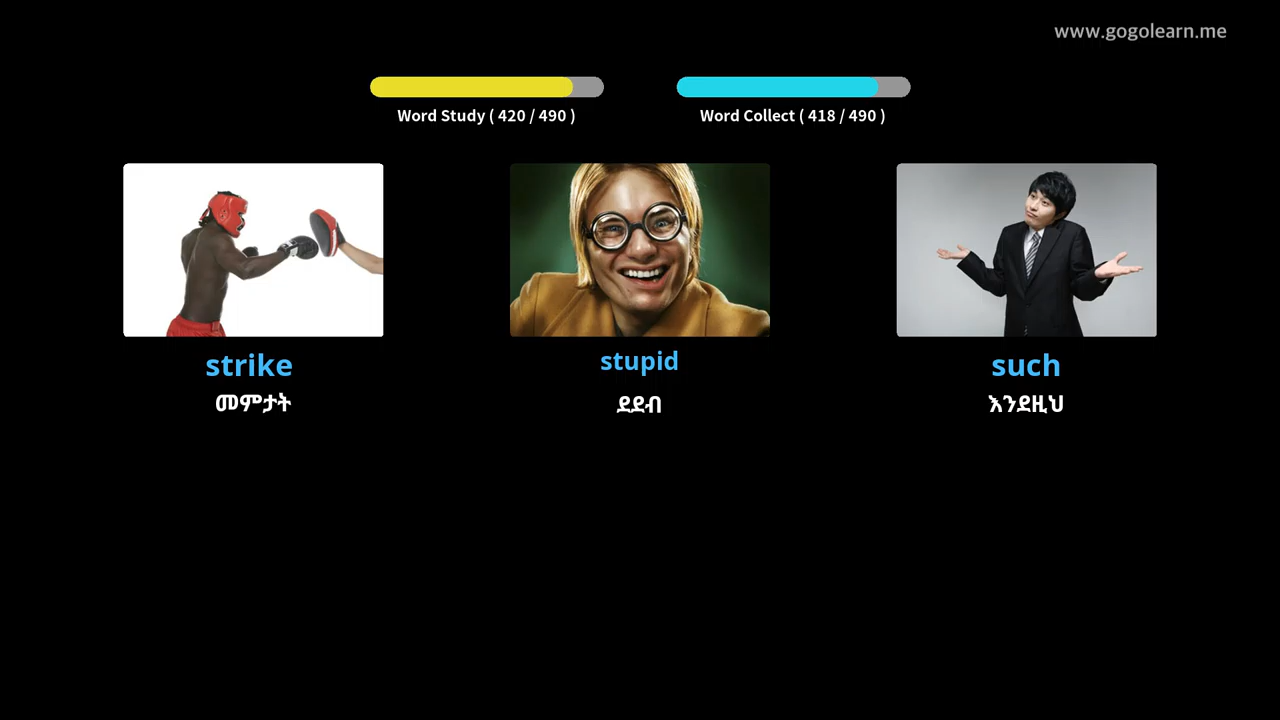 www.gogolearn.me
Word Study ( 420 / 490 )
Word Collect ( 418 / 490 )
strike
stupid
such
መምታት
ደደብ
እንደዚህ